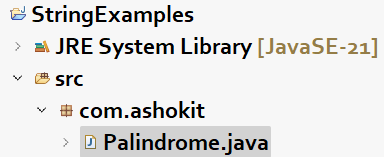 StringExamples
JRE System Library [JavaSE-21]
src
com.ashokit
Palindrome.java